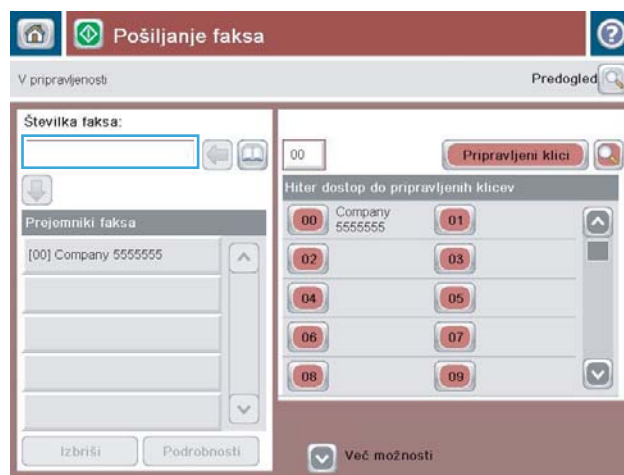 Pošiljanje faksa
V pripravljenosti
Predogled
Številka faksa:
00
Pripravljeni klici
Hiter dostop do pripravljenih klicev
Prejemniki faksa
[00] Company 5555555
00
Company
5555555
01
02
03
04
05
06
07
08
09
Izbriši
Podrobnosti
Več možnosti